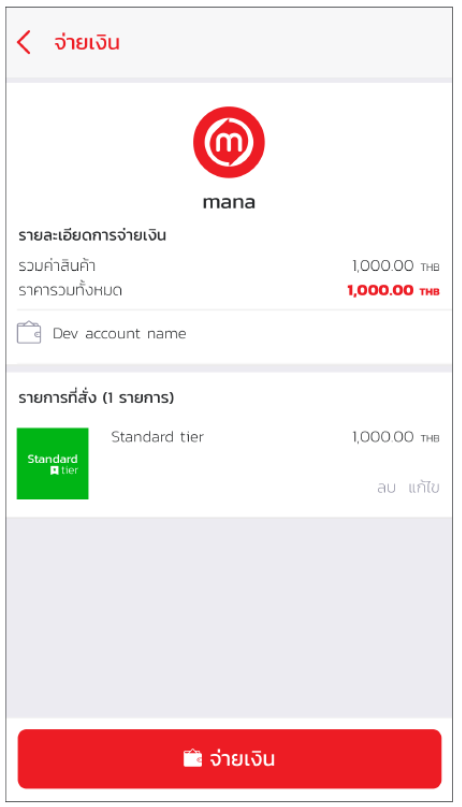 จ่ายเงิน
m
mana
รายละเอียดการจ่ายเงิน
รวมค่าสินค้า 1,000.00 THB
ราคารวมทั้งหมด 1,000.00 THB
Dev account name
รายการที่สั่ง (1 รายการ)
Standard tier 1,000.00 THB
Standard
tier
ลบ แก้ไข
จ่ายเงิน